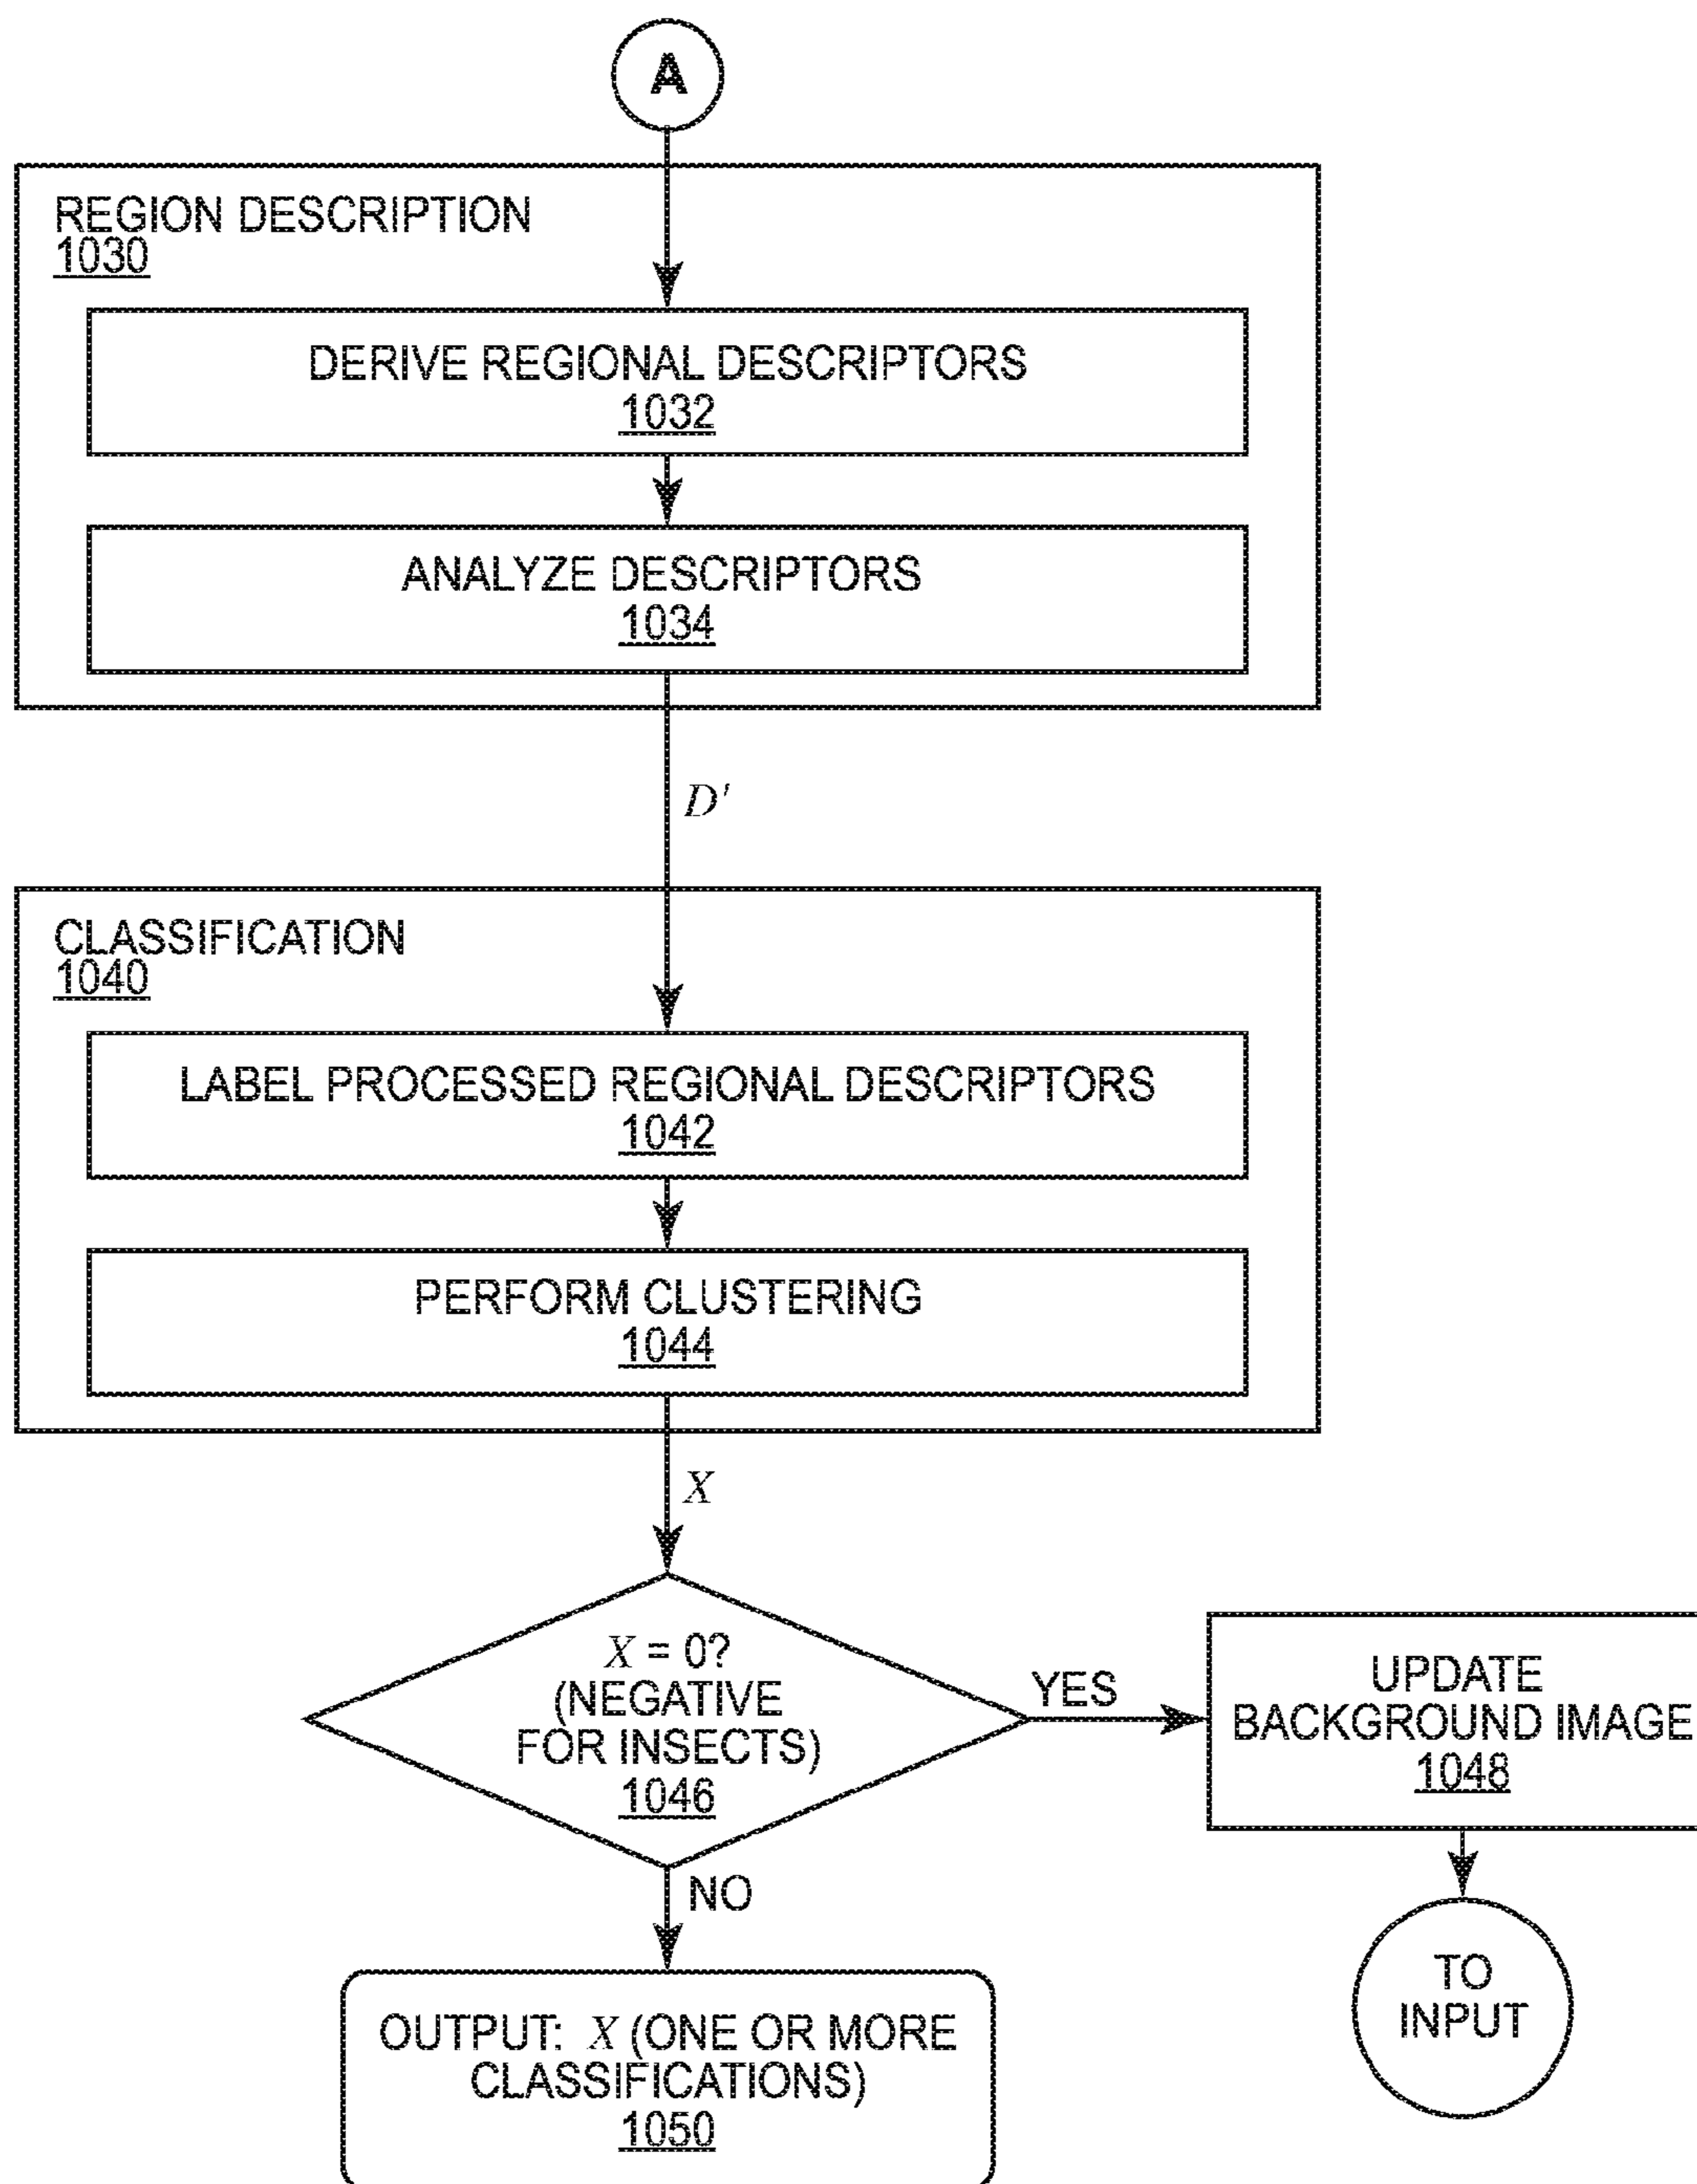 A
REGION DESCRIPTION
1030
DERIVE REGIONAL DESCRIPTORS
1032
ANALYZE DESCRIPTORS
1034
D'
CLASSIFICATION
1040
LABEL PROCESSED REGIONAL DESCRIPTORS
1042
PERFORM CLUSTERING
1044
X
X = 0?
(NEGATIVE
FOR INSECTS)
1046
YES
UPDATE
BACKGROUND IMAGE
1048
NO
TO
INPUT
OUTPUT: X (ONE OR MORE
CLASSIFICATIONS)
1050